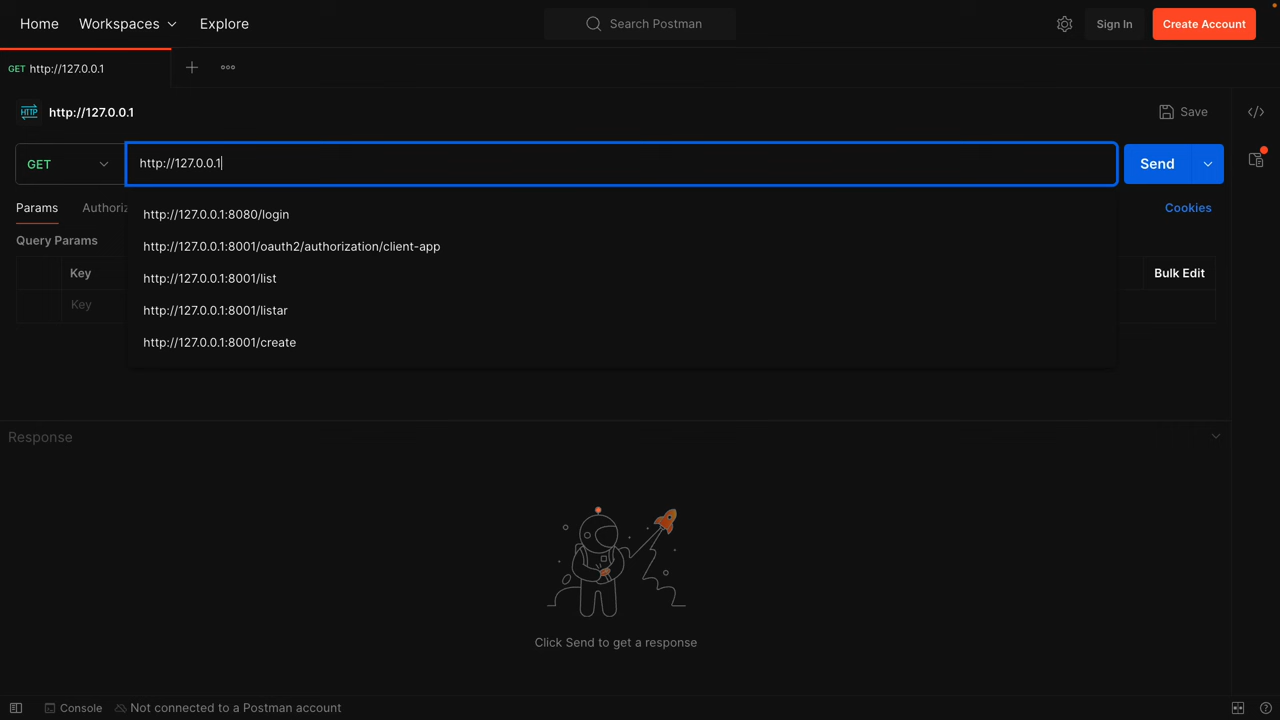 Home Workspaces Explore Search Postman Sign In Create Account
GET http://127.0.0.1
HTTP http://127.0.0.1 Save
GET http://127.0.0.1 Send
Params Authoriz Cookies
http://127.0.0.1:8080/login
Query Params
http://127.0.0.1:8001/oauth2/authorization/client-app
Key http://127.0.0.1:8001/list Bulk Edit
Key http://127.0.0.1:8001/listar
http://127.0.0.1:8001/create
Response
Click Send to get a response
Console Not connected to a Postman account